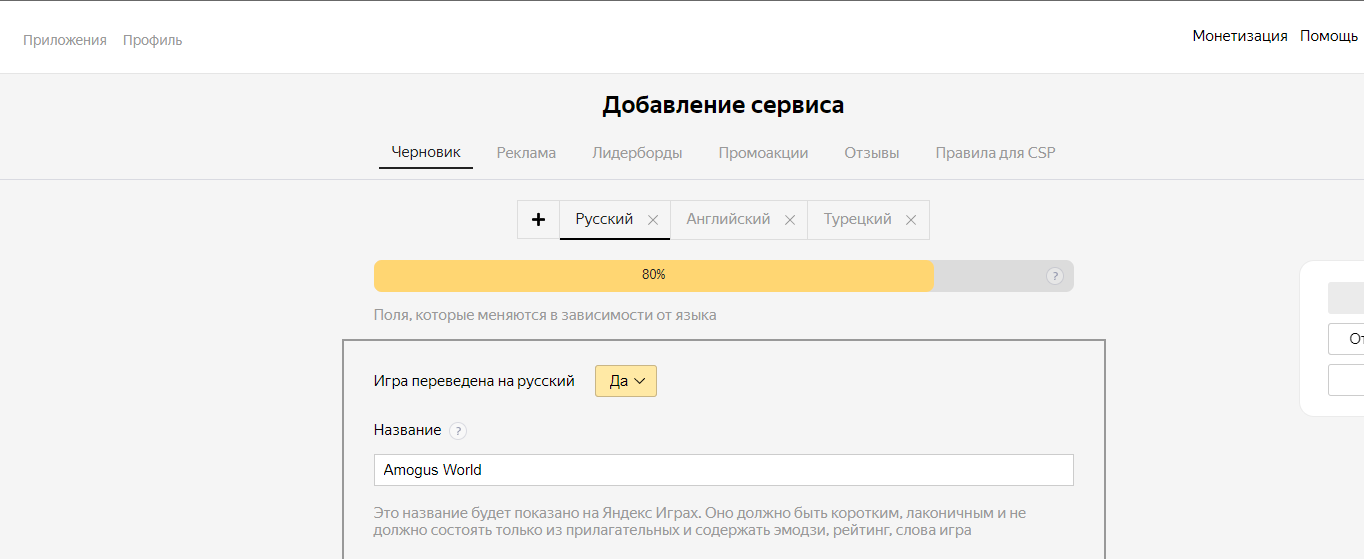 Приложения Профиль Монетизация Помощь
Добавление сервиса
Черновик Реклама Лидерборды Промоакции Отзывы Правила для CSP
+ Русский × Английский × Турецкий ×
80% ?
Поля, которые меняются в зависимости от языка
От
Игра переведена на русский Да
Название ?
Amogus World
Это название будет показано на Яндекс Играх. Оно должно быть коротким, лаконичным и не
должно состоять только из прилагательных и содержать эмодзи, рейтинг, слова игра